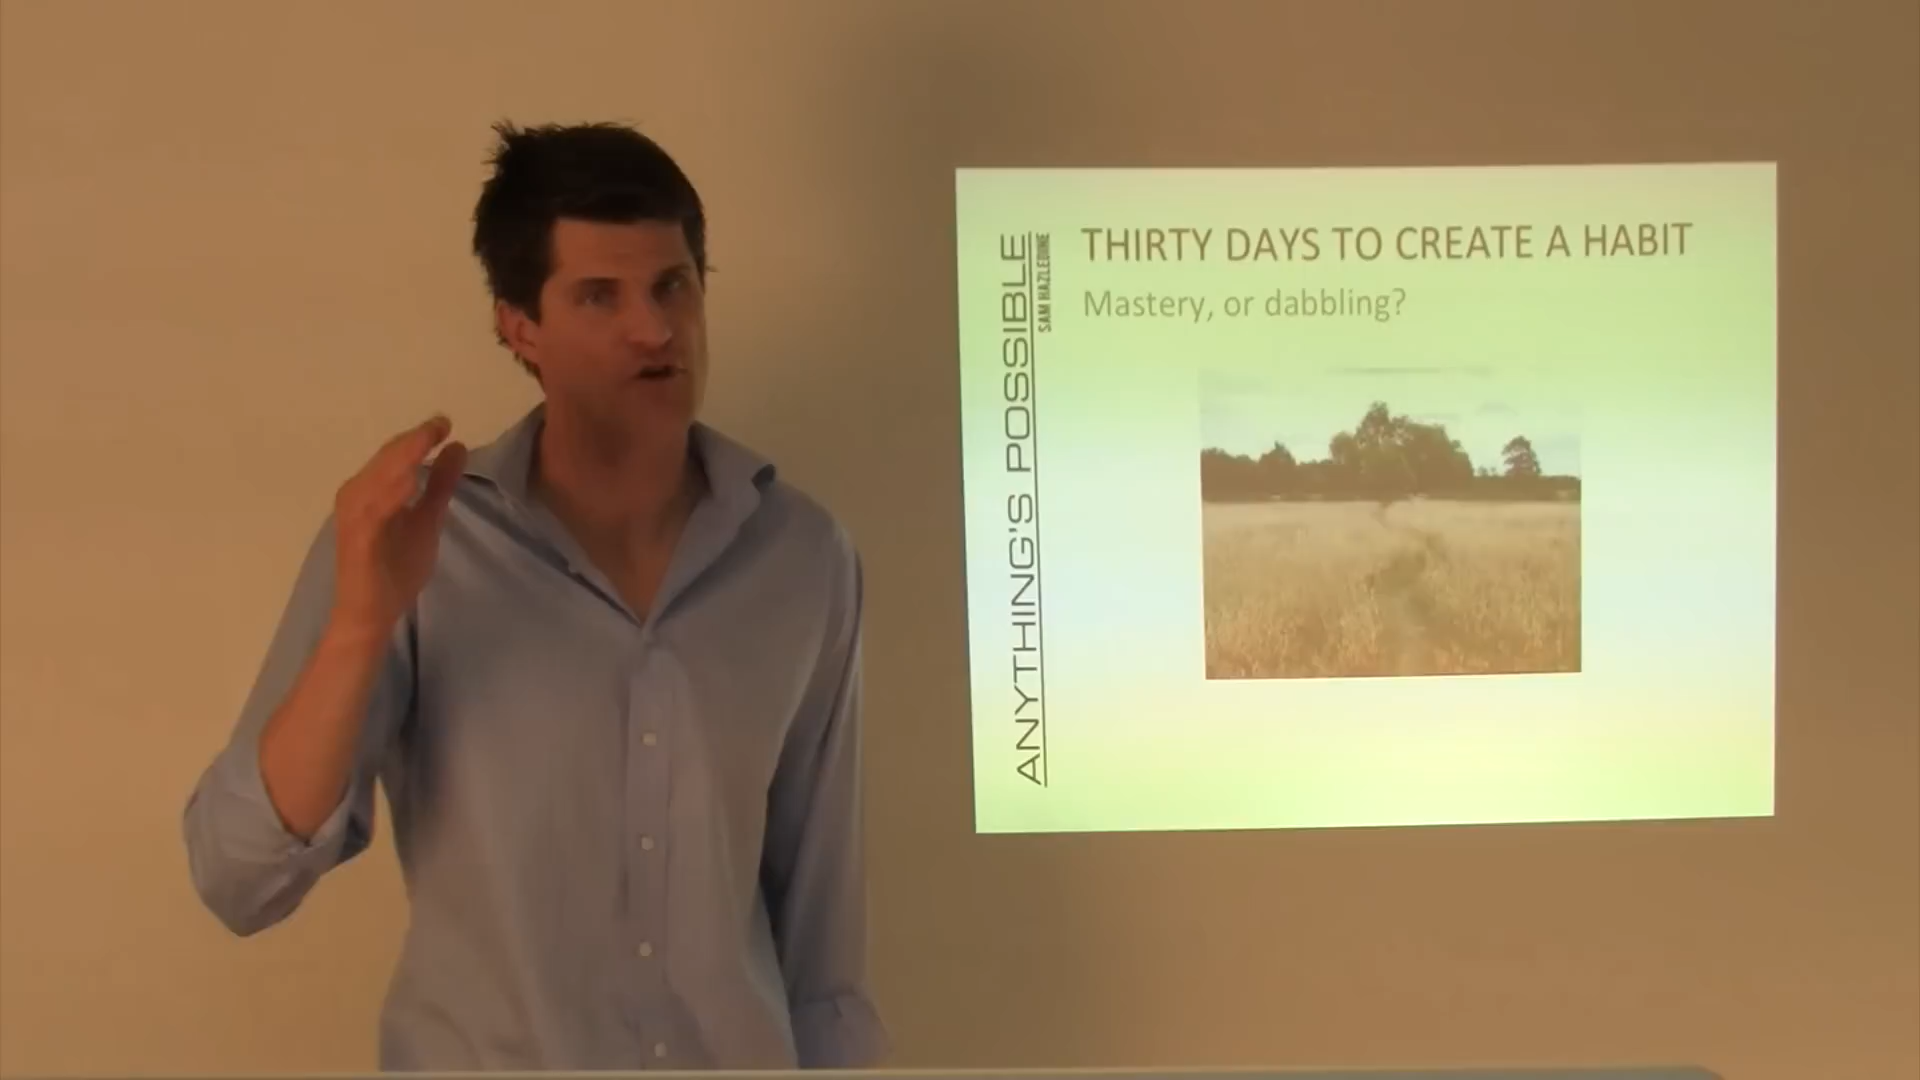 THIRTY DAYS TO CREATE A HABIT
Mastery, or dabbling?
ANYTHING'S POSSIBLE
SAM HAZLEDINE